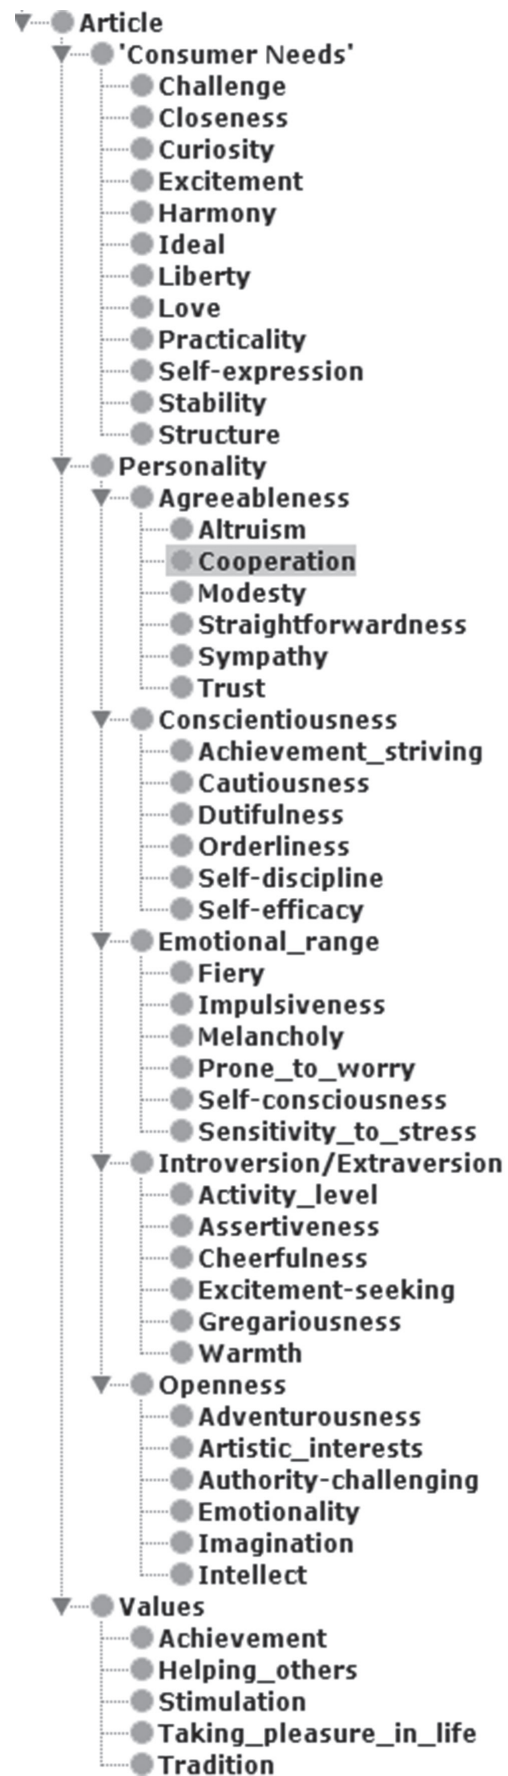 Article
'Consumer Needs'
Challenge
Closeness
Curiosity
Excitement
Harmony
Ideal
Liberty
Love
Practicality
Self-expression
Stability
Structure
Personality
Agreeableness
Altruism
Cooperation
Modesty
Straightforwardness
Sympathy
Trust
Conscientiousness
Achievement_striving
Cautiousness
Dutifulness
Orderliness
Self-discipline
Self-efficacy
Emotional_range
Fiery
Impulsiveness
Melancholy
Prone_to_worry
Self-consciousness
Sensitivity_to_stress
Introversion/Extraversion
Activity_level
Assertiveness
Cheerfulness
Excitement-seeking
Gregariousness
Warmth
Openness
Adventurousness
Artistic_interests
Authority-challenging
Emotionality
Imagination
Intellect
Values
Achievement
Helping_others
Stimulation
Taking_pleasure_in_life
Tradition